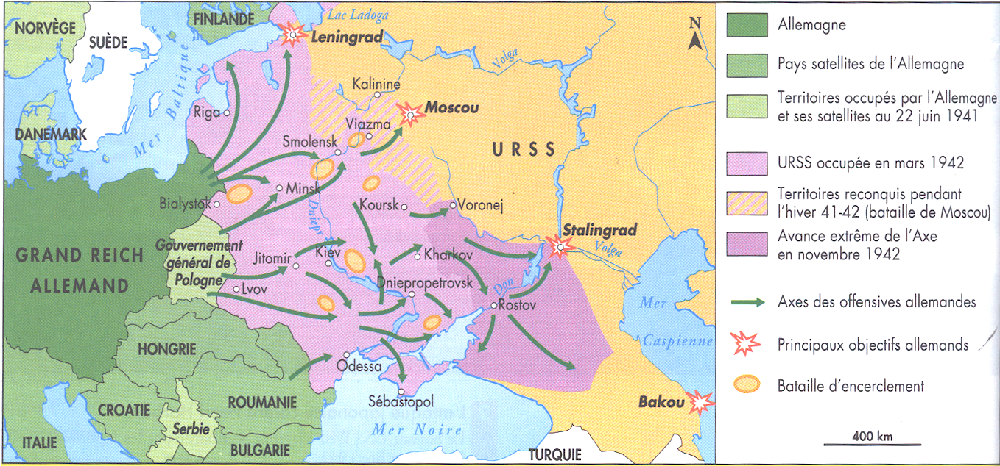 NORVÈGE
SUÈDE
FINLANDE
Lac Ladoga
Leningrad
Volga
N
Mer Baltique
Riga
Kalinine
Moscou
Viazma
DANEMARK
Smolensk
URSS
Minsk
Bialystok
Dniepr
Koursk
Voronej
Gouvernement
général de
Pologne
GRAND REICH
ALLEMAND
Jitomir
Kiév
Kharkov
Stalingrad
Volga
Lvov
Dniepropetrovsk
Don
Rostov
Mer
Caspienne
HONGRIE
Odessa
Sébastopol
CROATIE
ROUMANIE
Serbie
Bakou
Mer Noire
ITALIE
BULGARIE
TURQUIE
Allemagne
Pays satellites de l'Allemagne
Territoires occupés par l'Allemagne
et ses satellites au 22 juin 1941
URSS occupée en mars 1942
Territoires reconquis pendant
l'hiver 41-42 (bataille de Moscou)
Avance extrême de l'Axe
en novembre 1942
Axes des offensives allemandes
Principaux objectifs allemands
Bataille d'encerclement
400 km